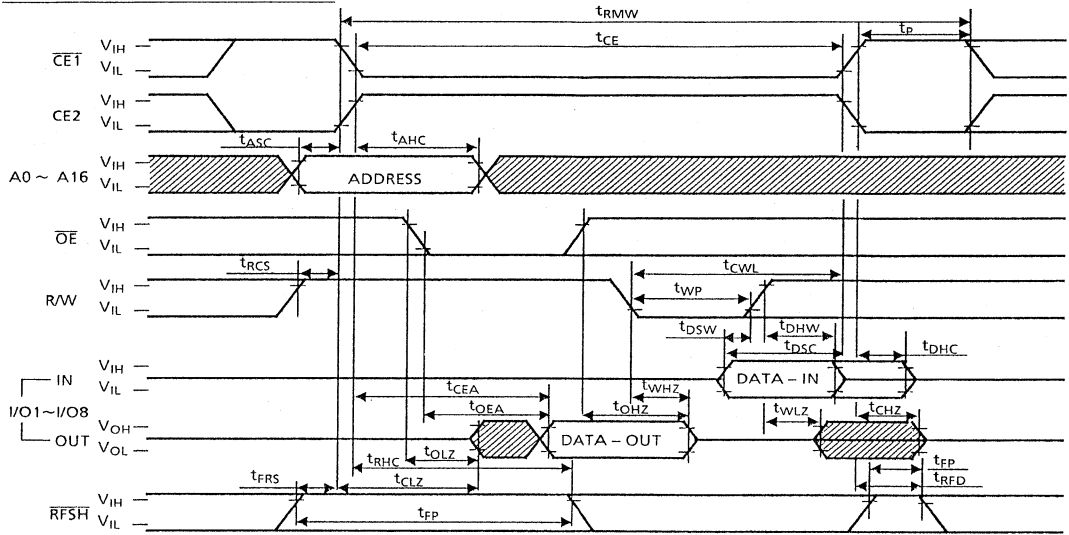 tRMW
tP
tCE
CE1 VIH
VIL
CE2 VIH
VIL
tASC tAHC
A0 ~ A16 VIH
VIL
ADDRESS
OE VIH
VIL
tRCS tCWL
R/W VIH
VIL
tWP
tDSW tDHW
tDSC tDHC
IN VIH
VIL
DATA – IN
tCEA tWHZ
I/O1~I/O8
tOEA tOHZ tWLZ tCHZ
OUT VOH
VOL
DATA – OUT
tOLZ
tRHC tFP
tFRS tCLZ tRFD
RFSH VIH
VIL
tFP